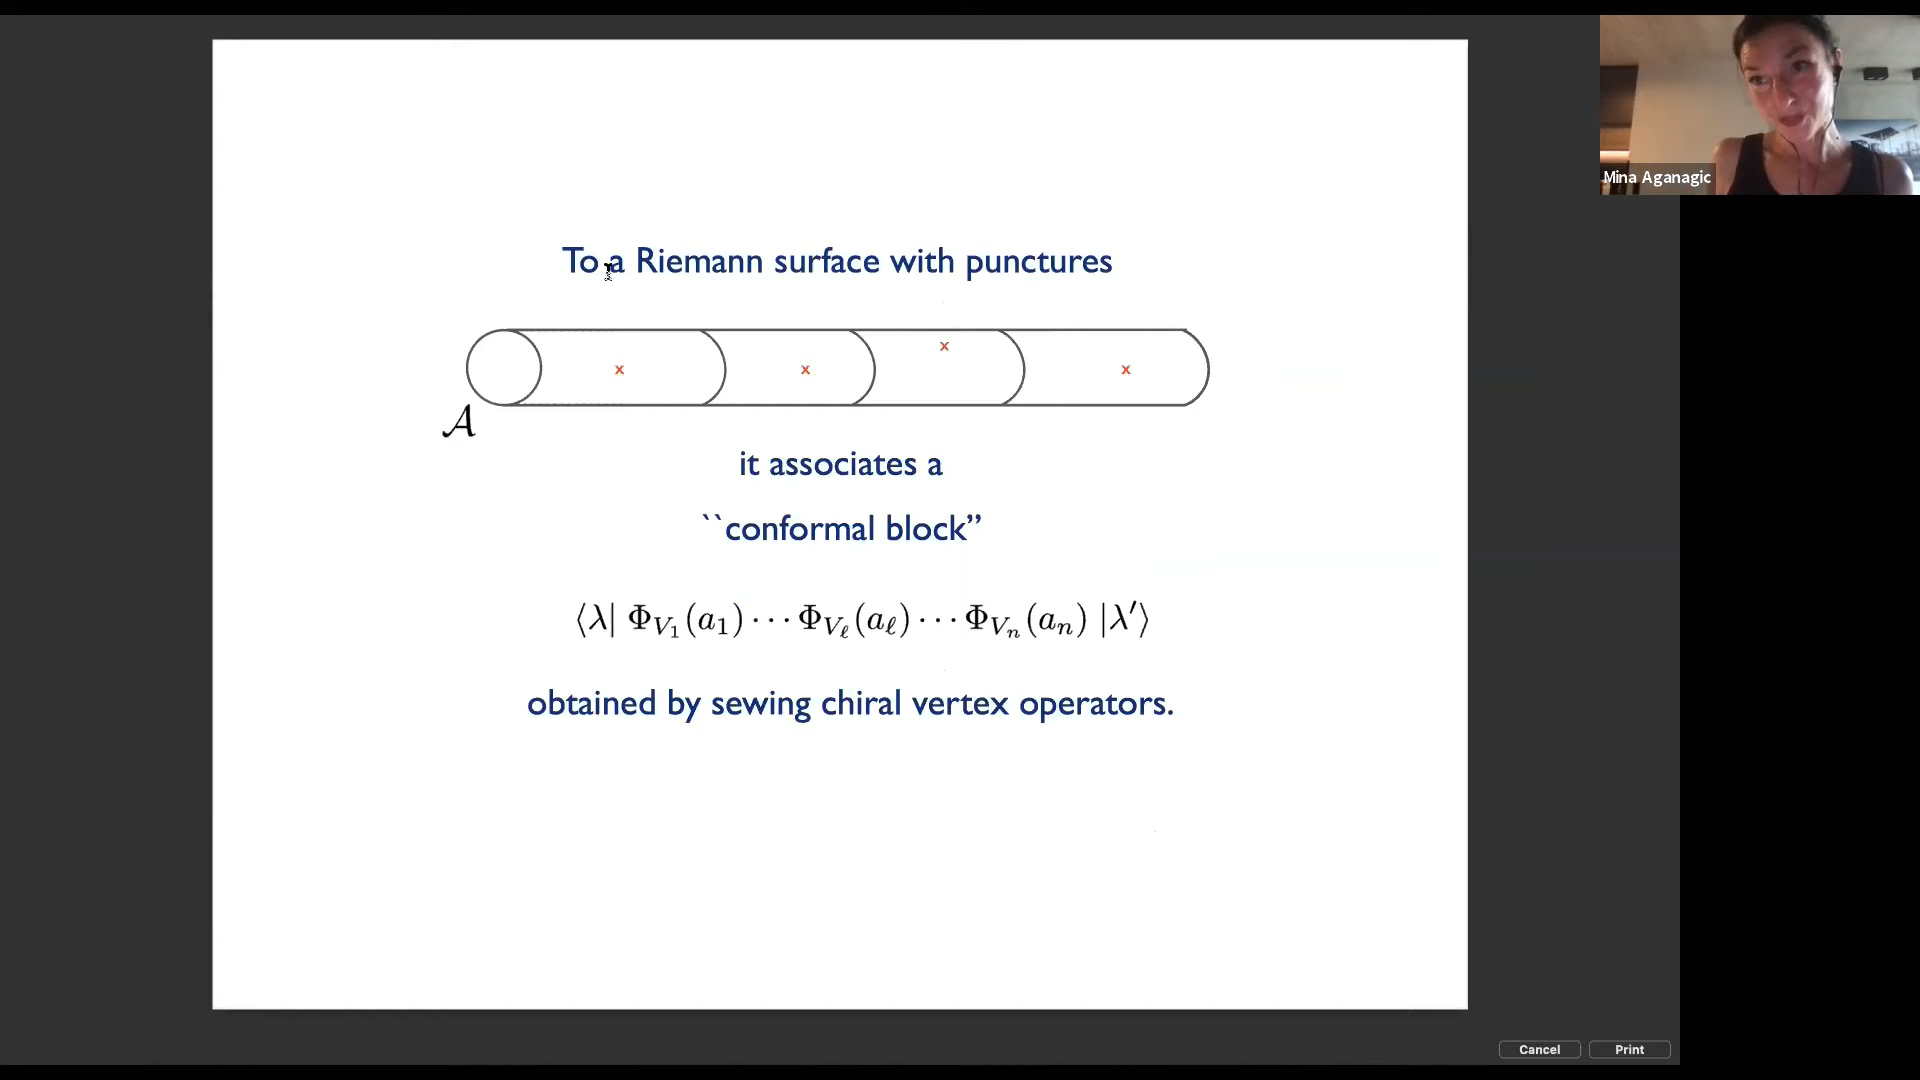 Mina Aganagic
To a Riemann surface with punctures
x x x x
𝒜
it associates a
``conformal block”
⟨λ| Φ_{V_1}(a_1) ··· Φ_{V_ℓ}(a_ℓ) ··· Φ_{V_n}(a_n) |λ′⟩
obtained by sewing chiral vertex operators.
Cancel Print